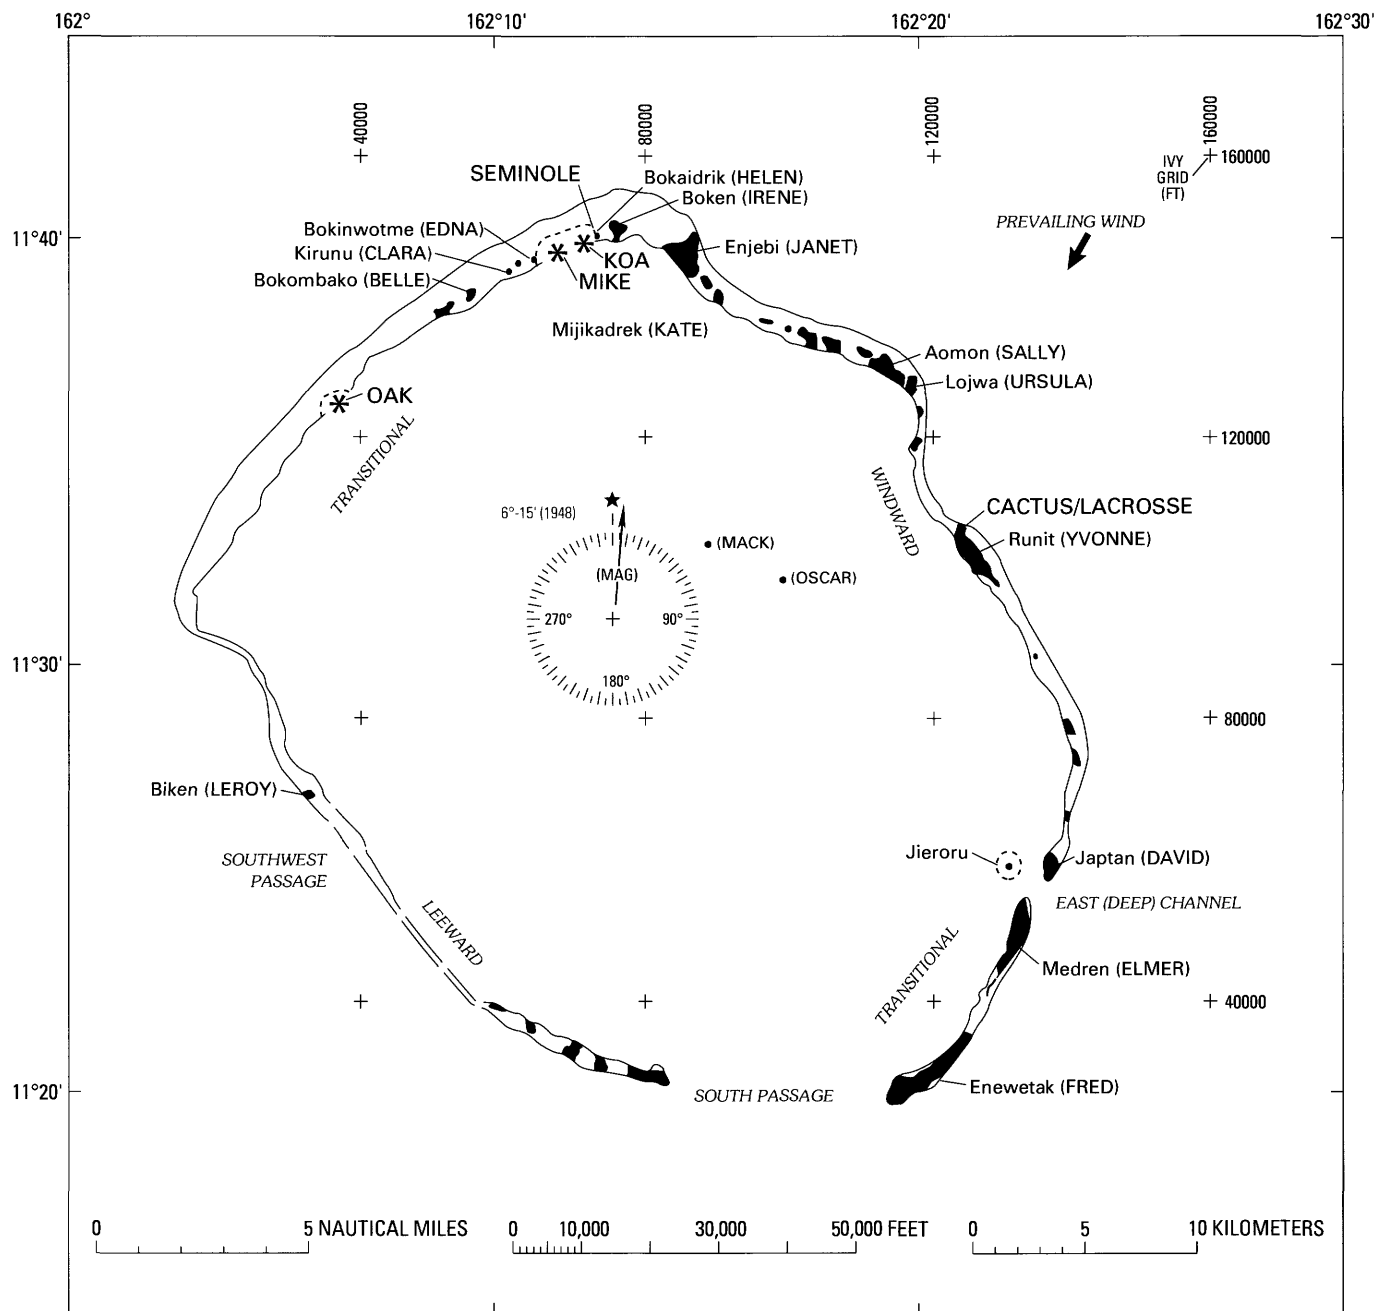 162°
162°10'
162°20'
162°30'
40000
80000
120000
160000
160000
IVY
GRID
(FT)
SEMINOLE
Bokaidrik (HELEN)
Boken (IRENE)
PREVAILING WIND
Bokinwotme (EDNA)
11°40'
Enjebi (JANET)
Kirunu (CLARA)
KOA
Bokombako (BELLE)
MIKE
Mijikadrek (KATE)
Aomon (SALLY)
Lojwa (URSULA)
OAK
120000
TRANSITIONAL
WINDWARD
6°-15' (1948)
CACTUS/LACROSSE
(MACK)
Runit (YVONNE)
(MAG)
(OSCAR)
270°
90°
11°30'
180°
80000
Biken (LEROY)
Jieroru
Japtan (DAVID)
SOUTHWEST
PASSAGE
EAST (DEEP) CHANNEL
LEEWARD
TRANSITIONAL
Medren (ELMER)
40000
11°20'
SOUTH PASSAGE
Enewetak (FRED)
0
5 NAUTICAL MILES
0
10,000
30,000
50,000 FEET
0
5
10 KILOMETERS